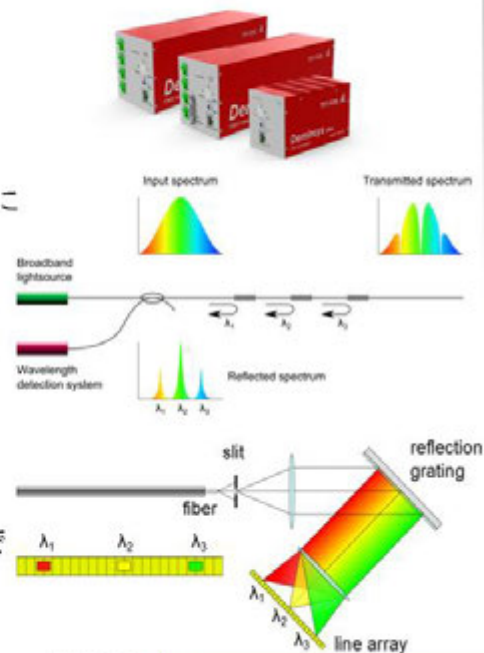 Input spectrum
Transmitted spectrum
Broadband
lightsource
λ₁
λ₂
λ₃
Wavelength
detection system
Reflected spectrum
λ₁ λ₂ λ₃
slit
reflection
grating
fiber
λ₁ λ₂ λ₃
λ₁
λ₂
λ₃
line array